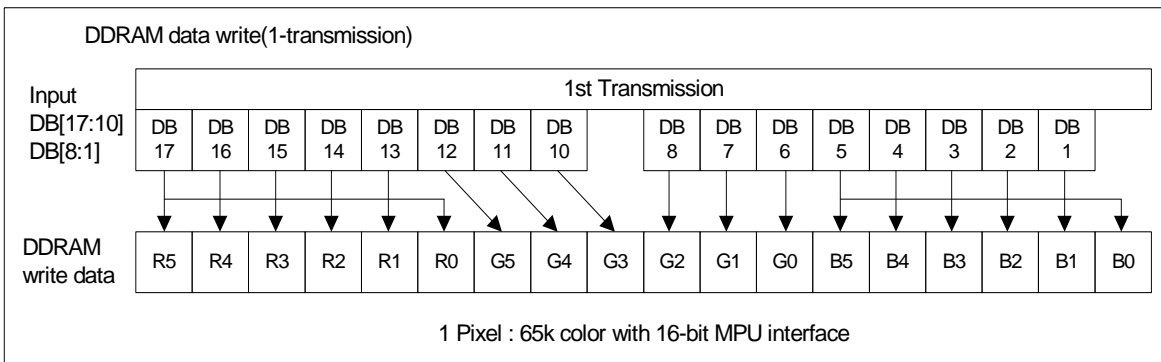 DDRAM data write(1-transmission)
Input
DB[17:10]
DB[8:1]
1st Transmission
DB 17 DB 16 DB 15 DB 14 DB 13 DB 12 DB 11 DB 10 DB 8 DB 7 DB 6 DB 5 DB 4 DB 3 DB 2 DB 1
DDRAM
write data
R5 R4 R3 R2 R1 R0 G5 G4 G3 G2 G1 G0 B5 B4 B3 B2 B1 B0
1 Pixel : 65k color with 16-bit MPU interface